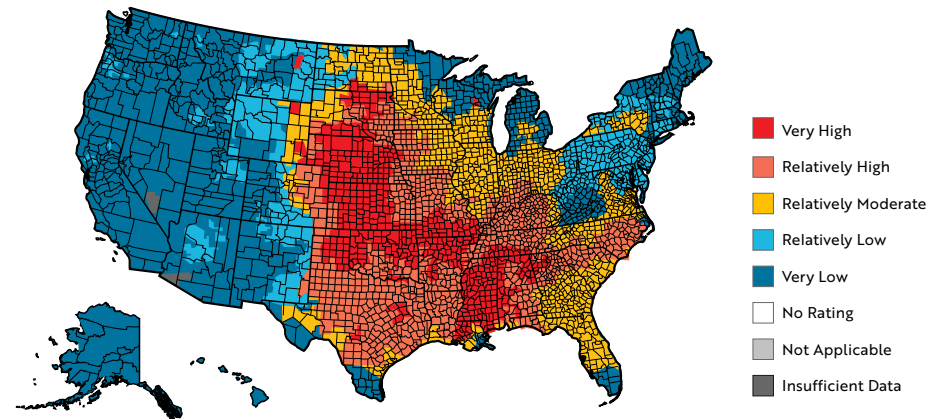 Very High
Relatively High
Relatively Moderate
Relatively Low
Very Low
No Rating
Not Applicable
Insufficient Data